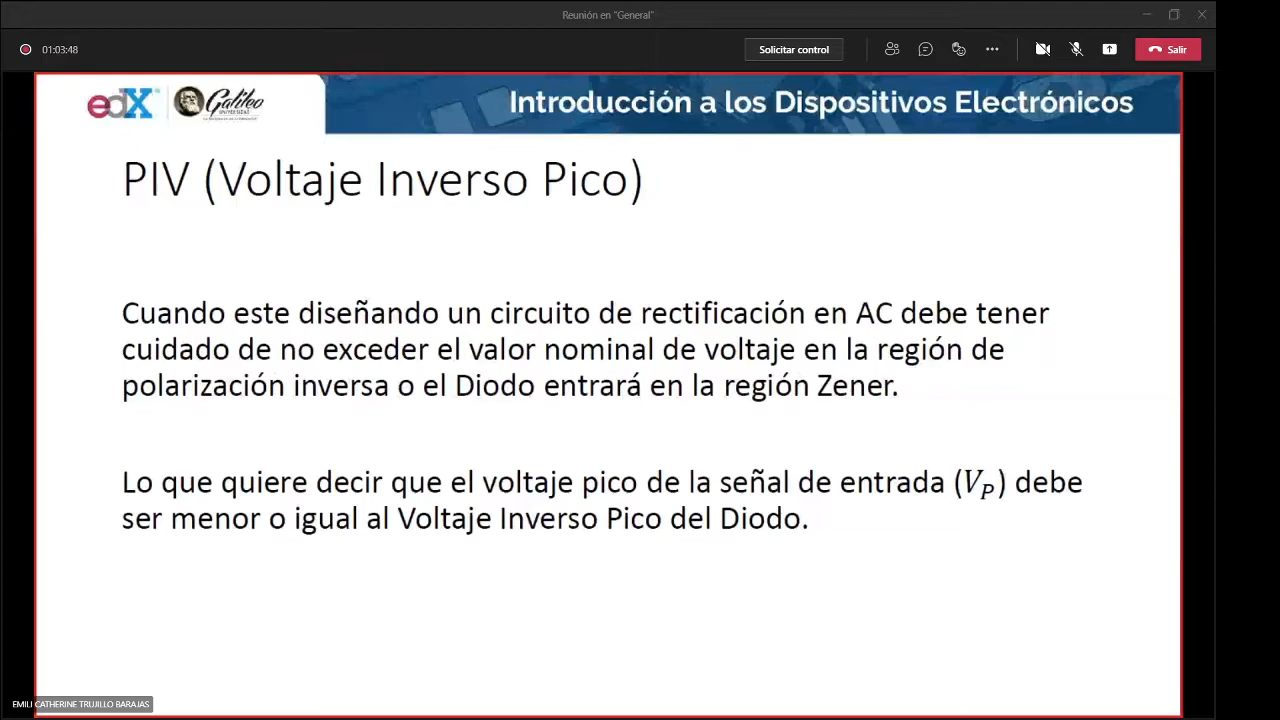 Reunión en "General"
01:03:48
Solicitar control
Salir
edX
Galileo
UNIVERSIDAD
Introducción a los Dispositivos Electrónicos
PIV (Voltaje Inverso Pico)
Cuando este diseñando un circuito de rectificación en AC debe tener
cuidado de no exceder el valor nominal de voltaje en la región de
polarización inversa o el Diodo entrará en la región Zener.
Lo que quiere decir que el voltaje pico de la señal de entrada (V_P) debe
ser menor o igual al Voltaje Inverso Pico del Diodo.
EMILI CATHERINE TRUJILLO BARAJAS